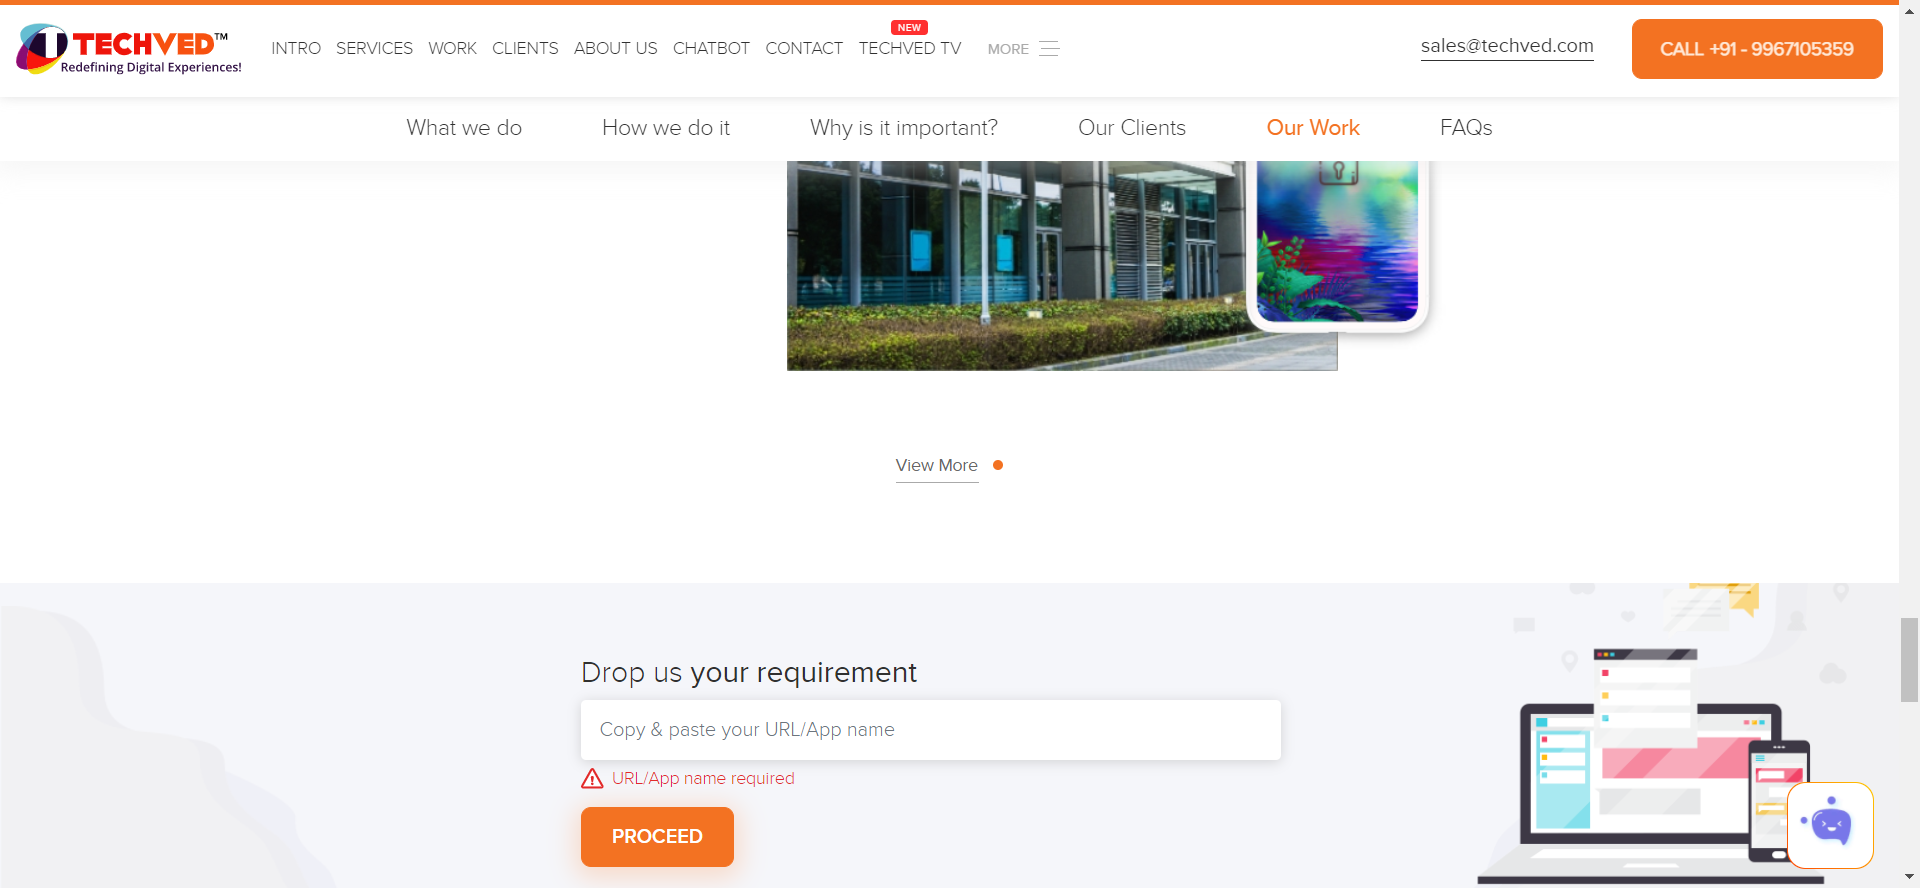 TECHVED™
Redefining Digital Experiences!
INTRO SERVICES WORK CLIENTS ABOUT US CHATBOT CONTACT TECHVED TV MORE
NEW
sales@techved.com
CALL +91 - 9967105359
What we do How we do it Why is it important? Our Clients Our Work FAQs
View More
Drop us your requirement
Copy & paste your URL/App name
URL/App name required
PROCEED